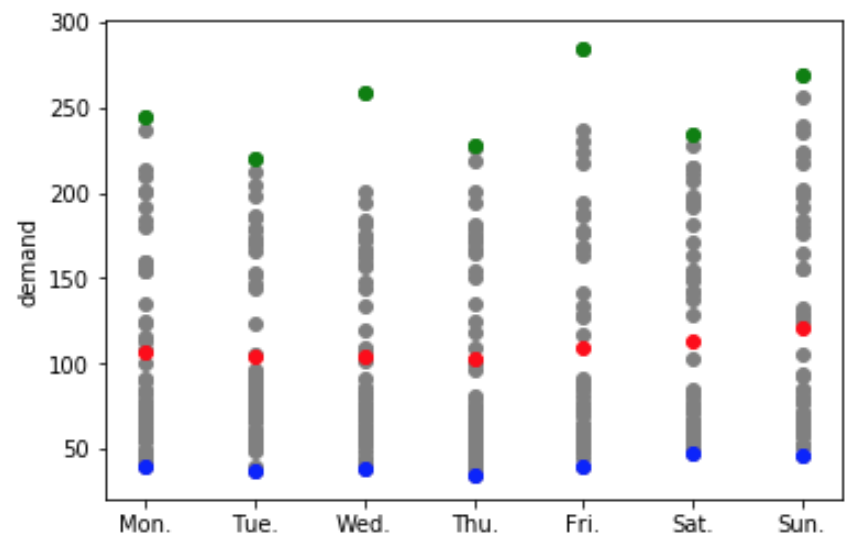 300
250
200
150
100
50
demand
Mon.
Tue.
Wed.
Thu.
Fri.
Sat.
Sun.